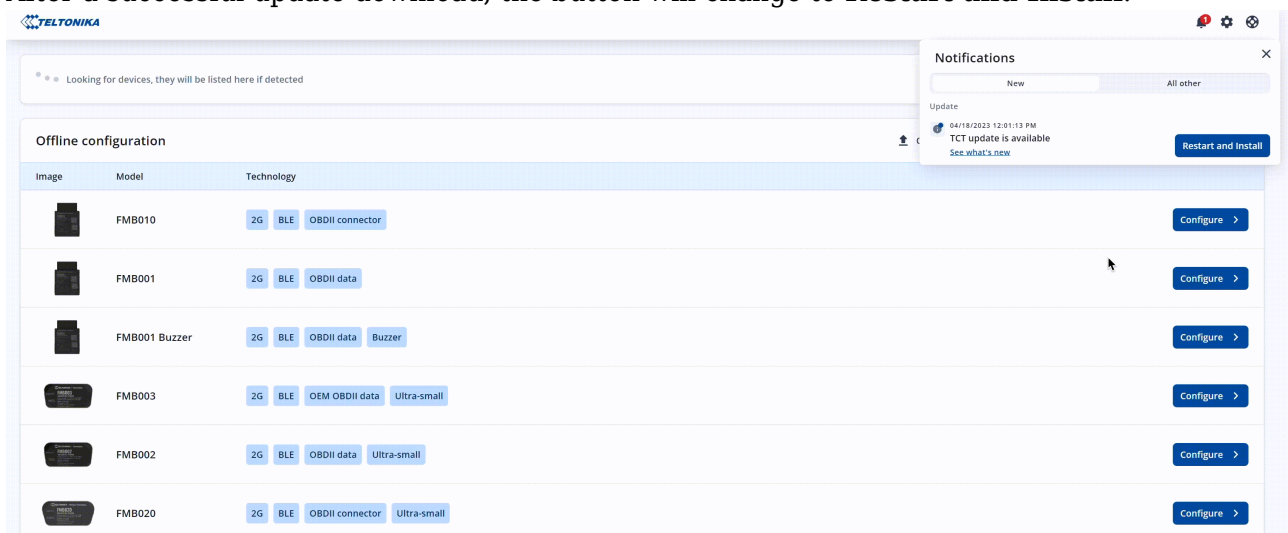 After a successful update download, the button will change to Restart and Install.
TELTONIKA
Notifications
New All other
Update
04/18/2023 12:01:13 PM
TCT update is available
See what's new
Restart and Install
Looking for devices, they will be listed here if detected
Offline configuration
Image Model Technology
FMB010 2G BLE OBDII connector Configure
FMB001 2G BLE OBDII data Configure
FMB001 Buzzer 2G BLE OBDII data Buzzer Configure
FMB003 2G BLE OEM OBDII data Ultra-small Configure
FMB002 2G BLE OBDII data Ultra-small Configure
FMB020 2G BLE OBDII connector Ultra-small Configure